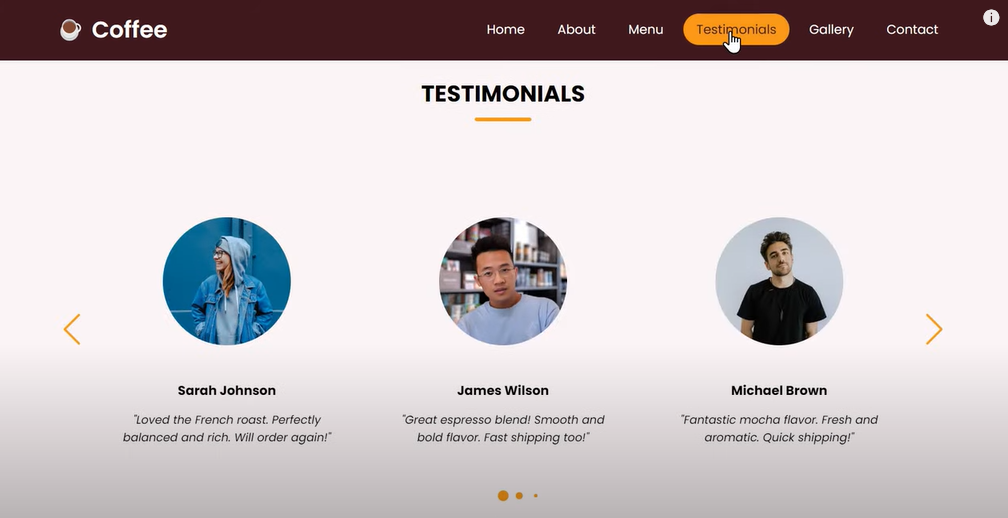 Coffee
Home About Menu Testimonials Gallery Contact
i
TESTIMONIALS
Sarah Johnson
"Loved the French roast. Perfectly
balanced and rich. Will order again!"
James Wilson
"Great espresso blend! Smooth and
bold flavor. Fast shipping too!"
Michael Brown
"Fantastic mocha flavor. Fresh and
aromatic. Quick shipping!"